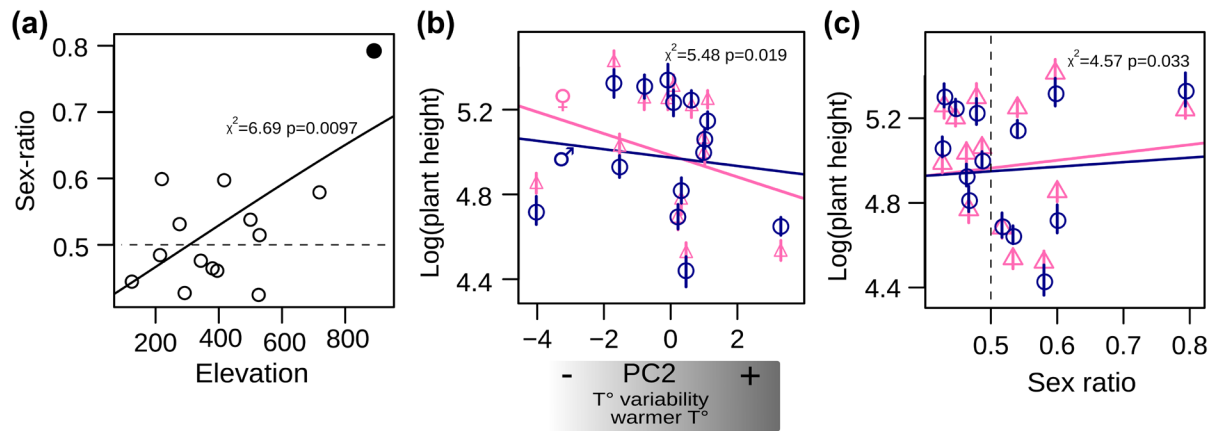 (a)
Sex-ratio
0.8
0.7
0.6
0.5
χ²=6.69 p=0.0097
200 400 600 800
Elevation
(b)
Log(plant height)
5.2
4.8
4.4
χ²=5.48 p=0.019
♀
♂
−4 −2 0 2
- PC2 +
T° variability
warmer T°
(c)
Log(plant height)
5.2
4.8
4.4
χ²=4.57 p=0.033
0.5 0.6 0.7 0.8
Sex ratio